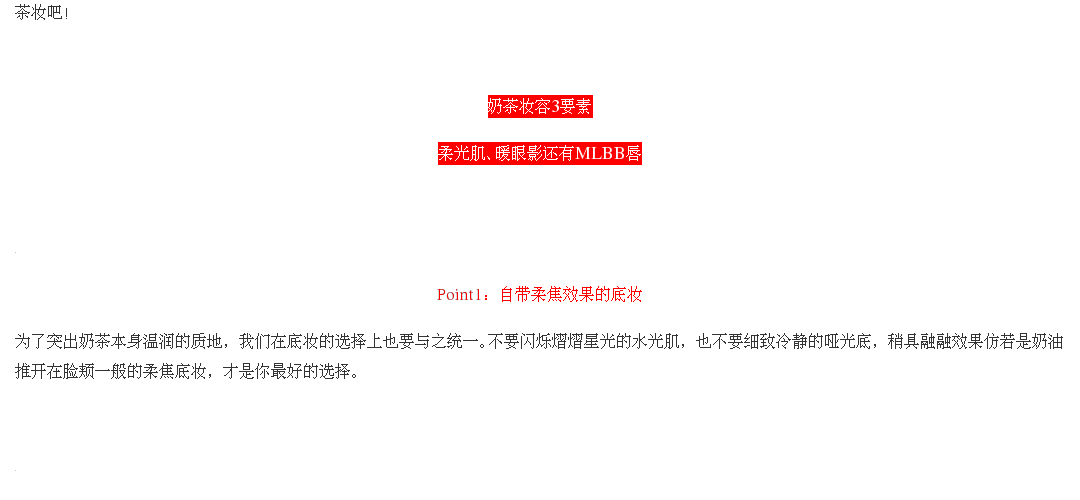 茶妆吧！
奶茶妆容3要素
柔光肌、暖眼影还有MLBB唇
Point1：自带柔焦效果的底妆
为了突出奶茶本身温润的质地，我们在底妆的选择上也要与之统一。不要闪烁熠熠星光的水光肌，也不要细致冷静的哑光底，稍具融融效果仿若是奶油
推开在脸颊一般的柔焦底妆，才是你最好的选择。